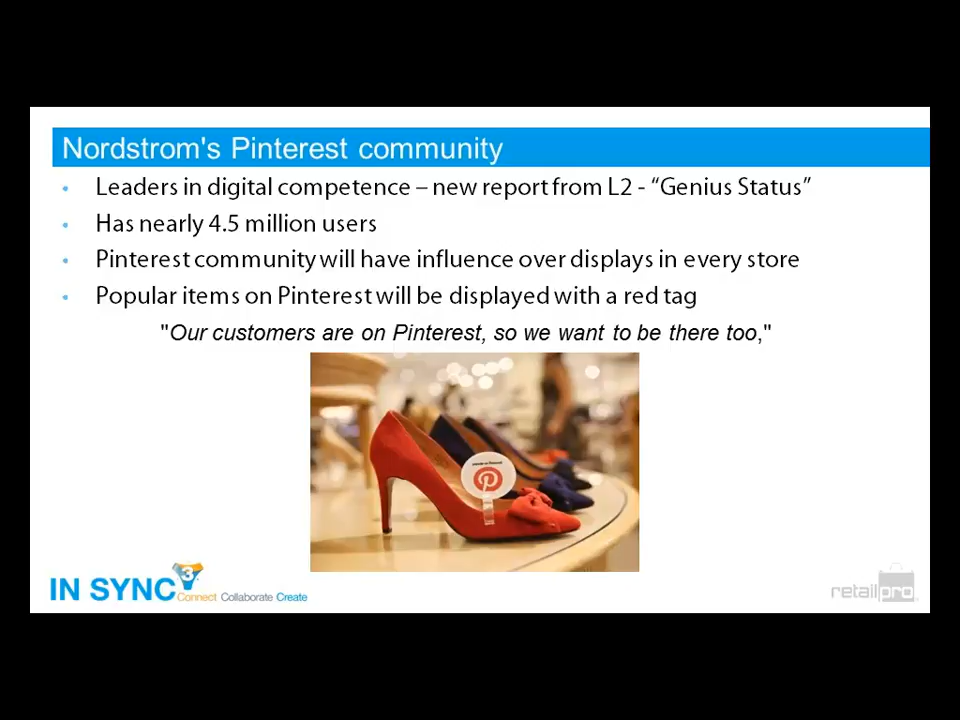 Nordstrom's Pinterest community
• Leaders in digital competence – new report from L2 - “Genius Status”
• Has nearly 4.5 million users
• Pinterest community will have influence over displays in every store
• Popular items on Pinterest will be displayed with a red tag
"Our customers are on Pinterest, so we want to be there too,"
IN SYNC 3
Connect Collaborate Create
retail pro